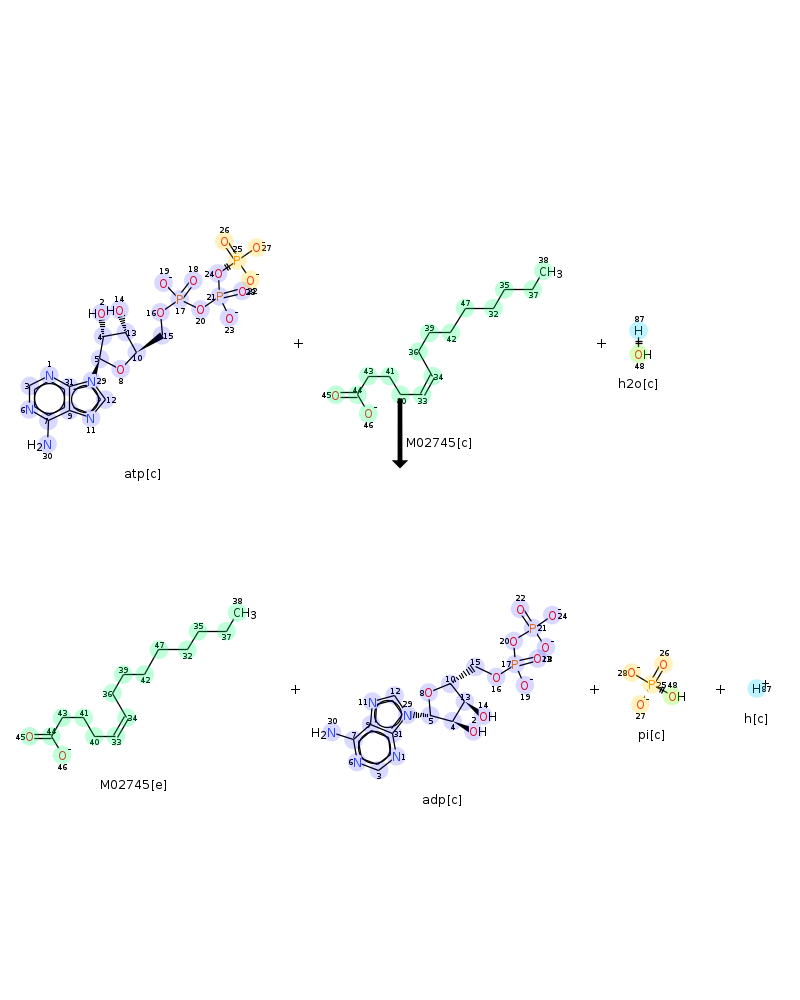 26
25
O
O
-
27
P
19
18
24
O
O
-
-
O
O
21
2
14
P
P
O
22
HO
HO
16
17
O
20
O
23
-
O
13
15
4
10
5
O
8
1
31
N
N
29
3
12
6
N
9
7
N
11
H₂N
30
atp[c]
+
38
CH₃
35
37
47
32
39
42
36
43
41
34
45
O
44
33
O
-
46
M02745[c]
+
87
H
OH
48
h2o[c]
38
CH₃
35
37
47
32
39
42
36
43
41
34
45
O
44
40
33
O
-
46
M02745[e]
+
22
O
O
-
24
P
21
20
O
O
-
15
17
P
O
10
O
16
O
-
19
8
O
12
13
14
11
N
29
N
OH
5
4
2
OH
30
H₂N
7
9
31
6
N
N
1
3
adp[c]
+
26
O
28
O
-
P
25
48
OH
O
-
27
pi[c]
+
H
+
87
h[c]